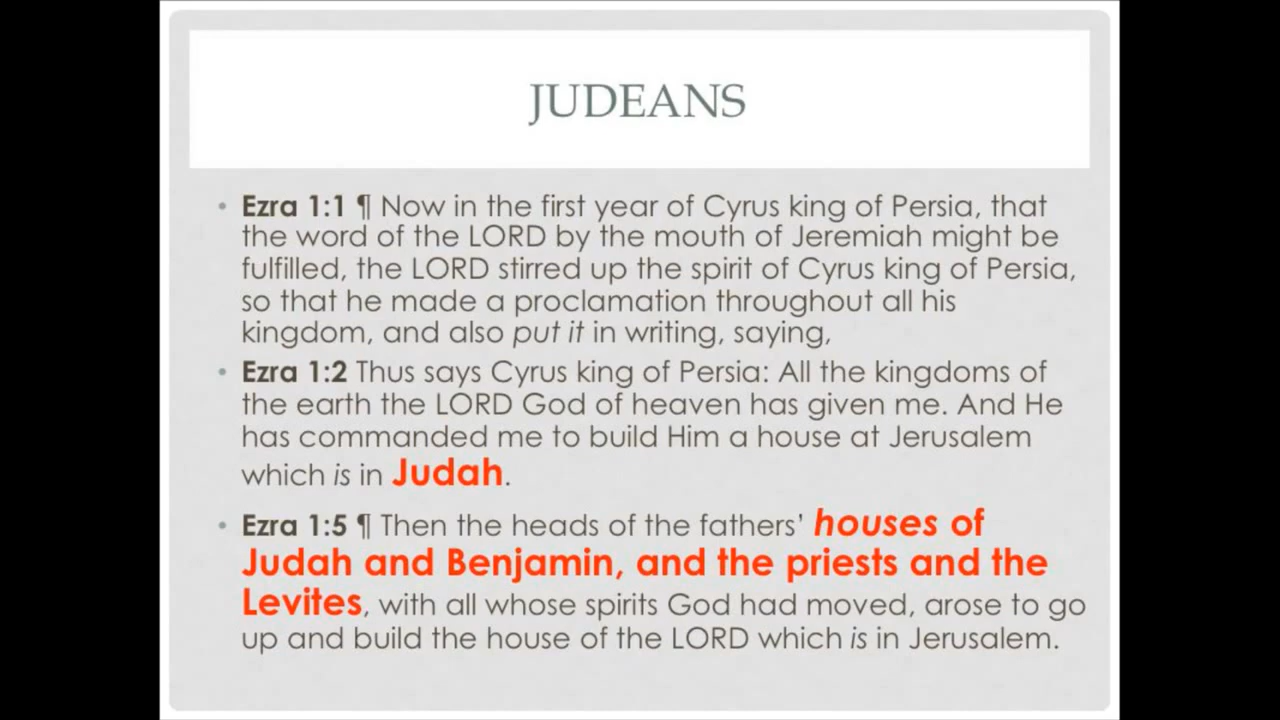 JUDEANS
• Ezra 1:1 ¶ Now in the first year of Cyrus king of Persia, that
the word of the LORD by the mouth of Jeremiah might be
fulfilled, the LORD stirred up the spirit of Cyrus king of Persia,
so that he made a proclamation throughout all his
kingdom, and also put it in writing, saying,
• Ezra 1:2 Thus says Cyrus king of Persia: All the kingdoms of
the earth the LORD God of heaven has given me. And He
has commanded me to build Him a house at Jerusalem
which is in Judah.
• Ezra 1:5 ¶ Then the heads of the fathers’ houses of
Judah and Benjamin, and the priests and the
Levites, with all whose spirits God had moved, arose to go
up and build the house of the LORD which is in Jerusalem.